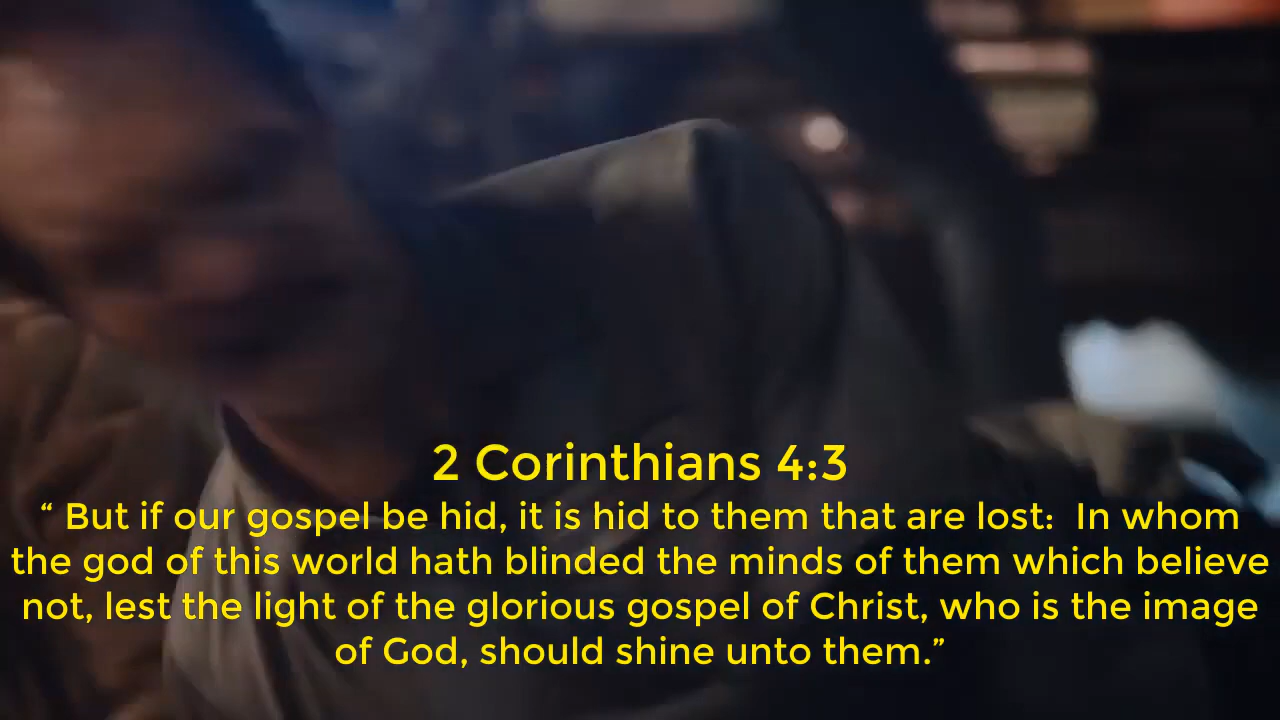 2 Corinthians 4:3
“ But if our gospel be hid, it is hid to them that are lost:  In whom
the god of this world hath blinded the minds of them which believe
not, lest the light of the glorious gospel of Christ, who is the image
of God, should shine unto them.”